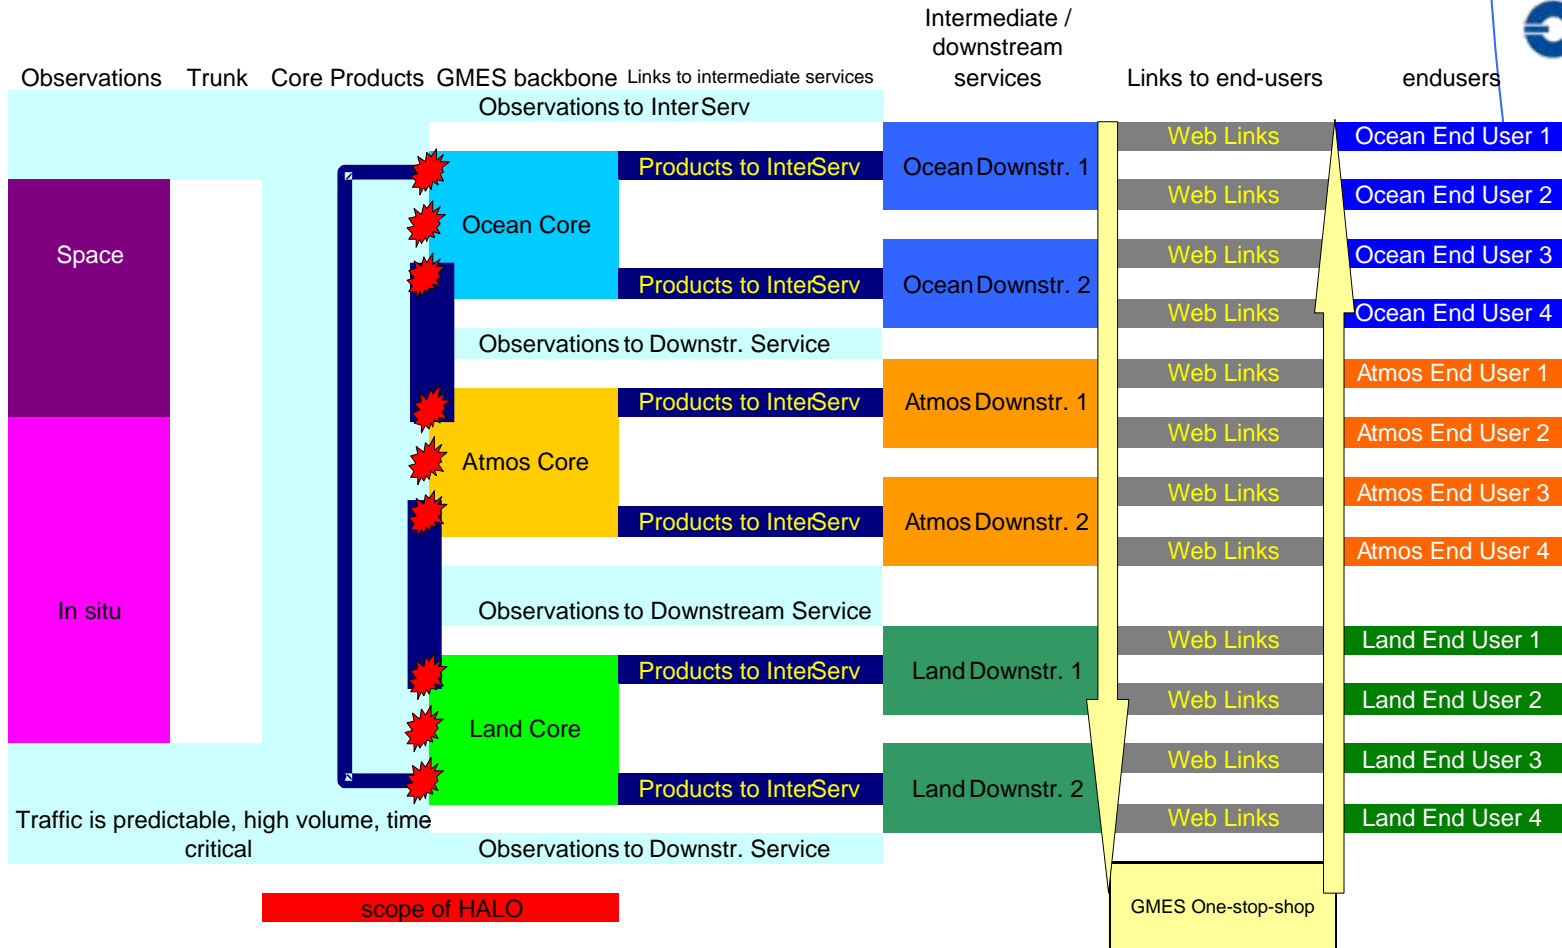 Intermediate /
downstream
services
Observations Trunk Core Products GMES backbone Links to intermediate services Links to end-users endusers
Observations to InterServ
Web Links Ocean End User 1
Products to InterServ Ocean Downstr. 1
Web Links Ocean End User 2
Ocean Core
Space
Web Links Ocean End User 3
Products to InterServ Ocean Downstr. 2
Web Links Ocean End User 4
Observations to Downstr. Service
Web Links Atmos End User 1
Products to InterServ Atmos Downstr. 1
Web Links Atmos End User 2
Atmos Core
Web Links Atmos End User 3
Products to InterServ Atmos Downstr. 2
Web Links Atmos End User 4
In situ
Observations to Downstream Service
Web Links Land End User 1
Products to InterServ Land Downstr. 1
Web Links Land End User 2
Land Core
Web Links Land End User 3
Products to InterServ Land Downstr. 2
Web Links Land End User 4
Traffic is predictable, high volume, time
critical
Observations to Downstr. Service
scope of HALO
GMES One-stop-shop